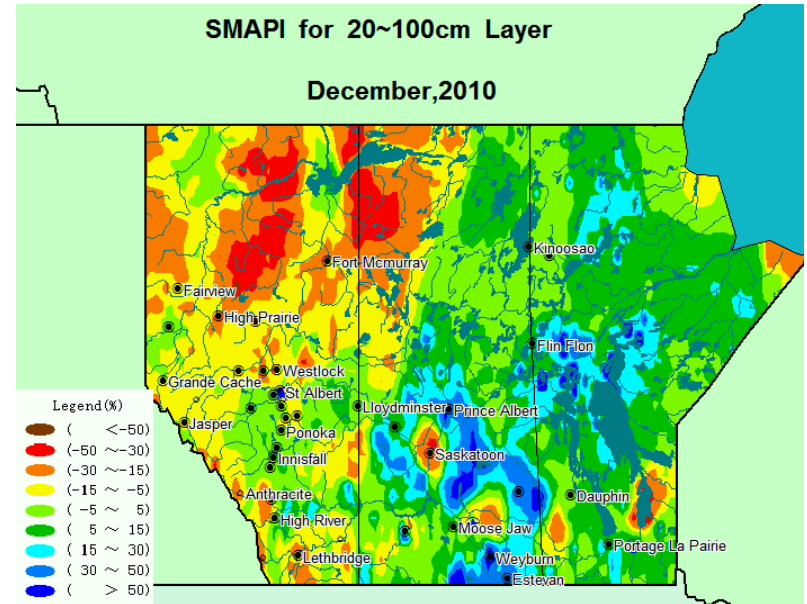 SMAPI for 20~100cm Layer
December,2010
Kinoosao
Fort Mcmurray
Fairview
High Prairie
Flin Flon
Westlock
Grande Cache
St Albert
Lloydminster
Prince Albert
Jasper
Ponoka
Saskatoon
Innisfall
Anthracite
Dauphin
High River
Moose Jaw
Portage La Pairie
Lethbridge
Weyburn
Estevan
Legend(%)
( <-50)
(-50 ~ -30)
(-30 ~ -15)
(-15 ~ -5)
( -5 ~ 5)
( 5 ~ 15)
( 15 ~ 30)
( 30 ~ 50)
( > 50)